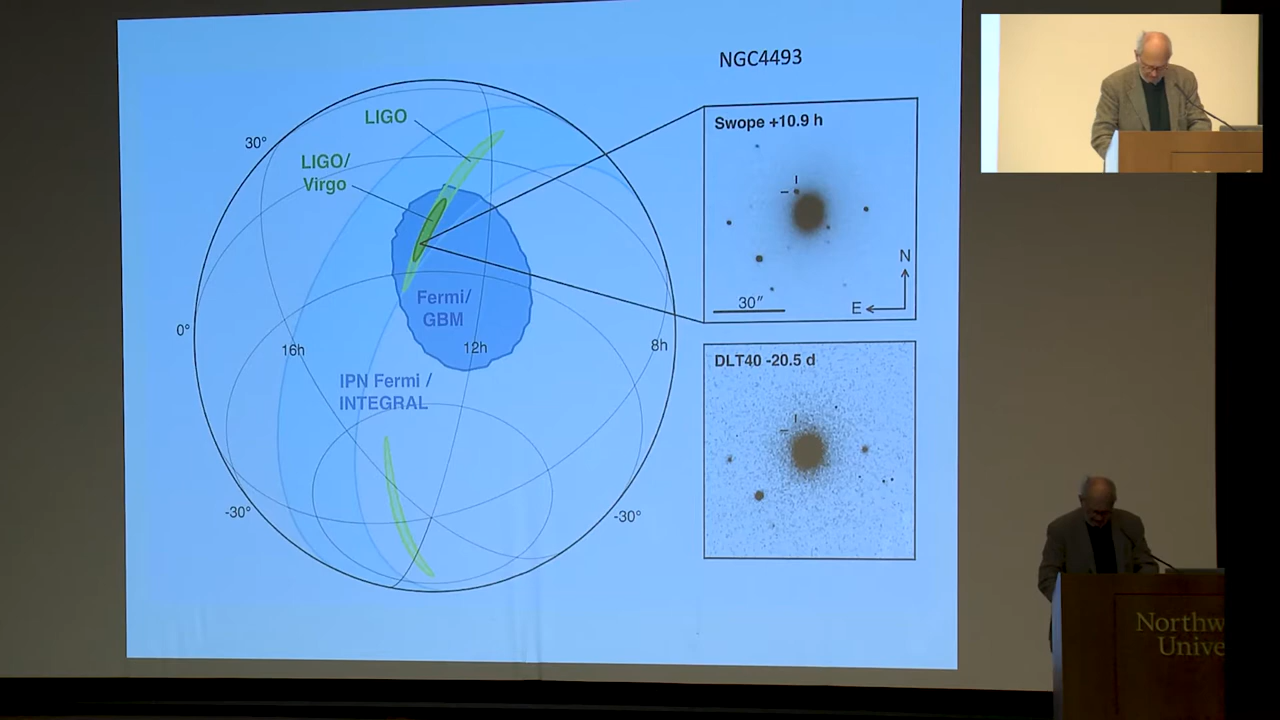 NGC4493
LIGO
LIGO/
Virgo
30°
0°
-30°
-30°
16h
12h
8h
Fermi/
GBM
IPN Fermi /
INTEGRAL
Swope +10.9 h
N
E
30"
DLT40 -20.5 d
Northw
Unive